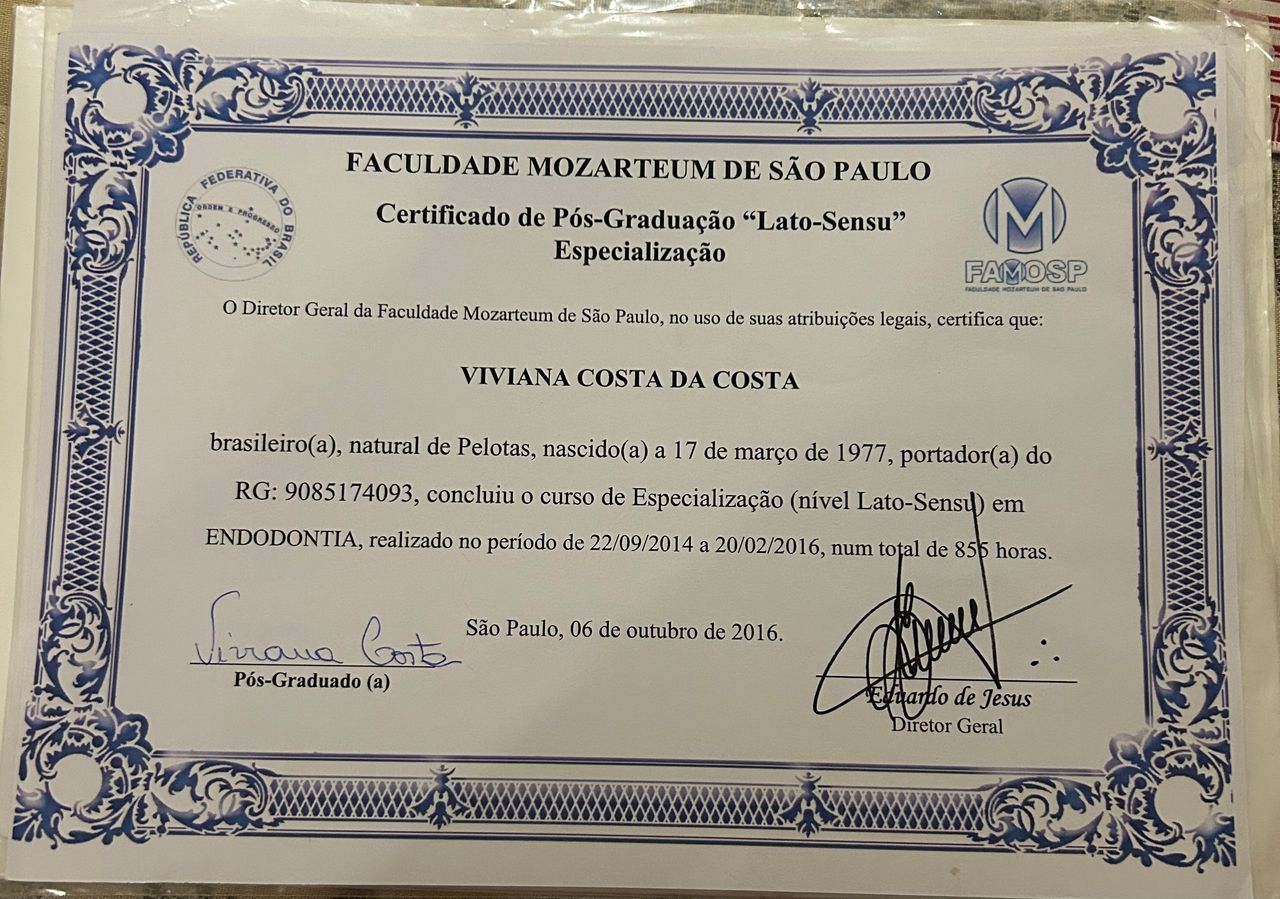 FACULDADE MOZARTEUM DE SÃO PAULO
REPÚBLICA FEDERATIVA DO BRASIL
ORDEM E PROGRESSO
Certificado de Pós-Graduação “Lato-Sensu”
Especialização
M
FAMOSP
FACULDADE MOZARTEUM DE SÃO PAULO
O Diretor Geral da Faculdade Mozarteum de São Paulo, no uso de suas atribuições legais, certifica que:
VIVIANA COSTA DA COSTA
brasileiro(a), natural de Pelotas, nascido(a) a 17 de março de 1977, portador(a) do
RG: 9085174093, concluiu o curso de Especialização (nível Lato-Sensu) em
ENDODONTIA, realizado no período de 22/09/2014 a 20/02/2016, num total de 855 horas.
São Paulo, 06 de outubro de 2016.
Viviana Costa
Pós-Graduado (a)
Eduardo de Jesus
Diretor Geral